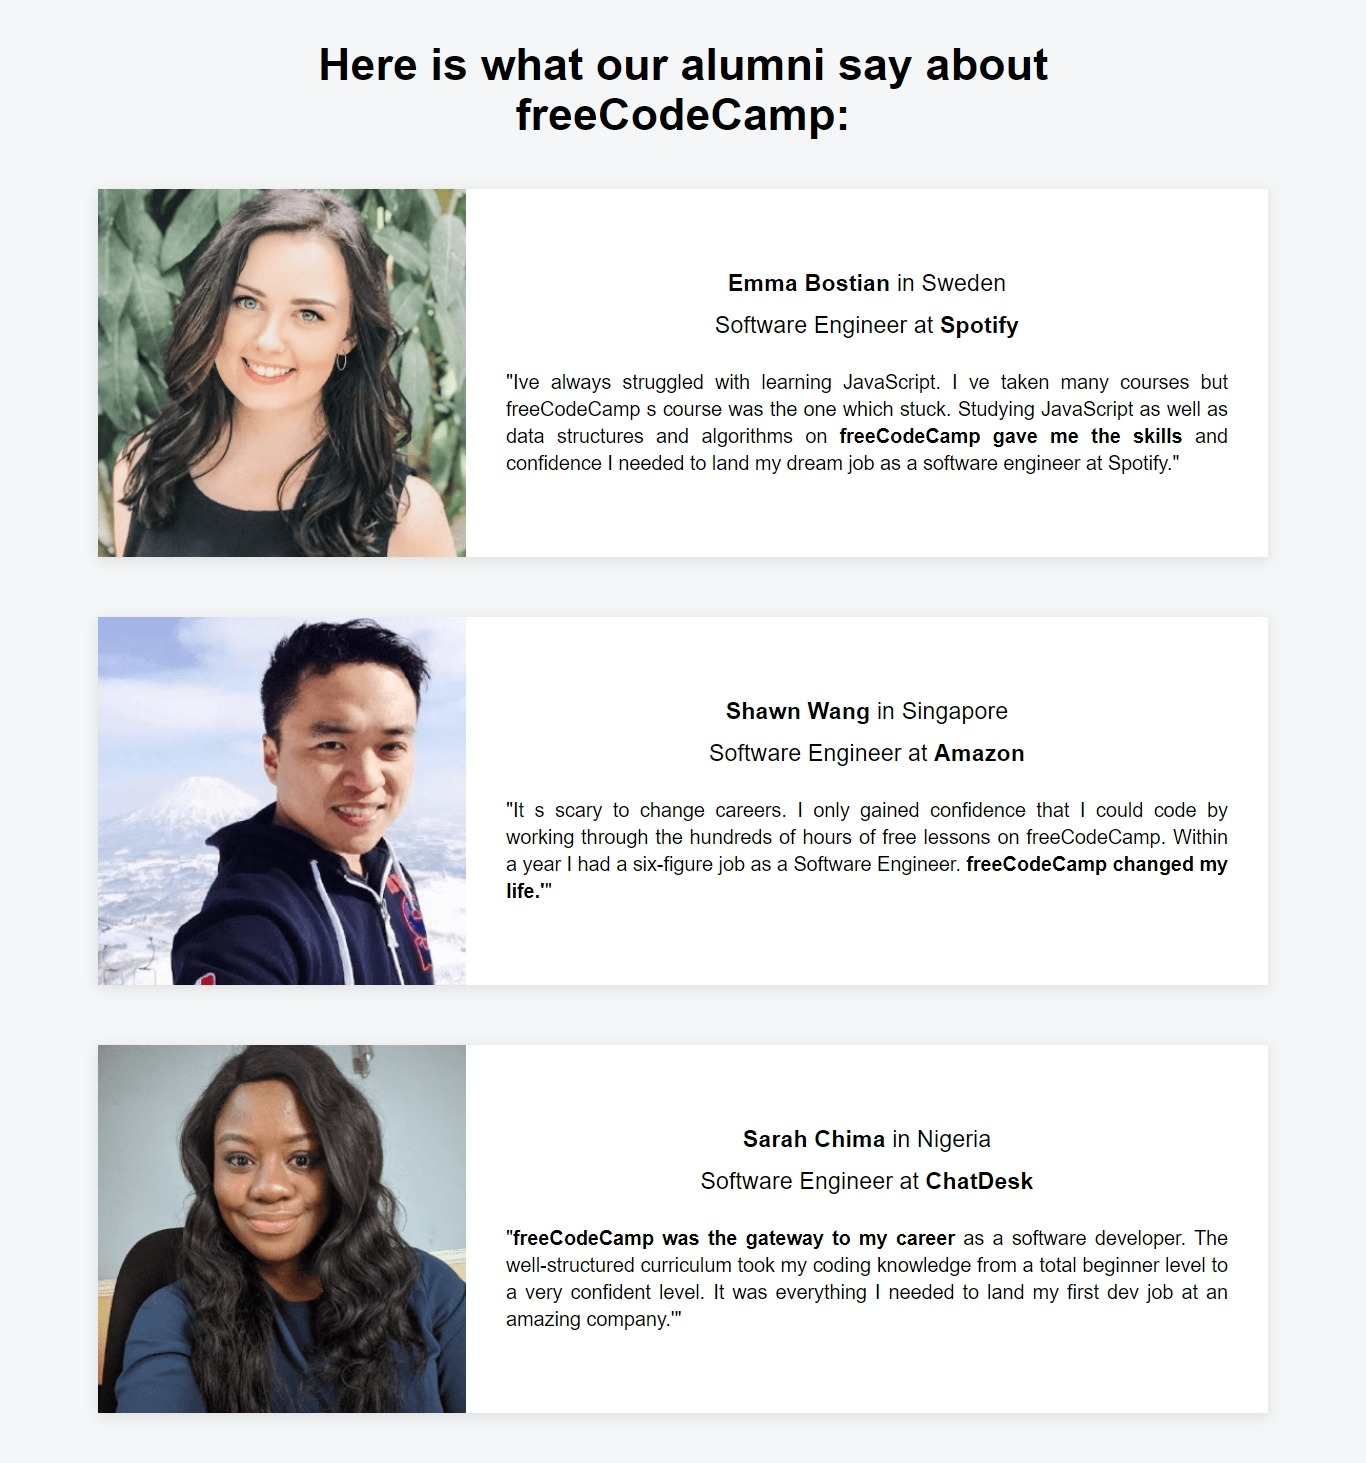 Here is what our alumni say about
freeCodeCamp:
Emma Bostian in Sweden
Software Engineer at Spotify
"Ive always struggled with learning JavaScript. I ve taken many courses but
freeCodeCamp s course was the one which stuck. Studying JavaScript as well as
data structures and algorithms on freeCodeCamp gave me the skills and
confidence I needed to land my dream job as a software engineer at Spotify."
Shawn Wang in Singapore
Software Engineer at Amazon
"It s scary to change careers. I only gained confidence that I could code by
working through the hundreds of hours of free lessons on freeCodeCamp. Within
a year I had a six-figure job as a Software Engineer. freeCodeCamp changed my
life.'"
Sarah Chima in Nigeria
Software Engineer at ChatDesk
"freeCodeCamp was the gateway to my career as a software developer. The
well-structured curriculum took my coding knowledge from a total beginner level to
a very confident level. It was everything I needed to land my first dev job at an
amazing company.'"